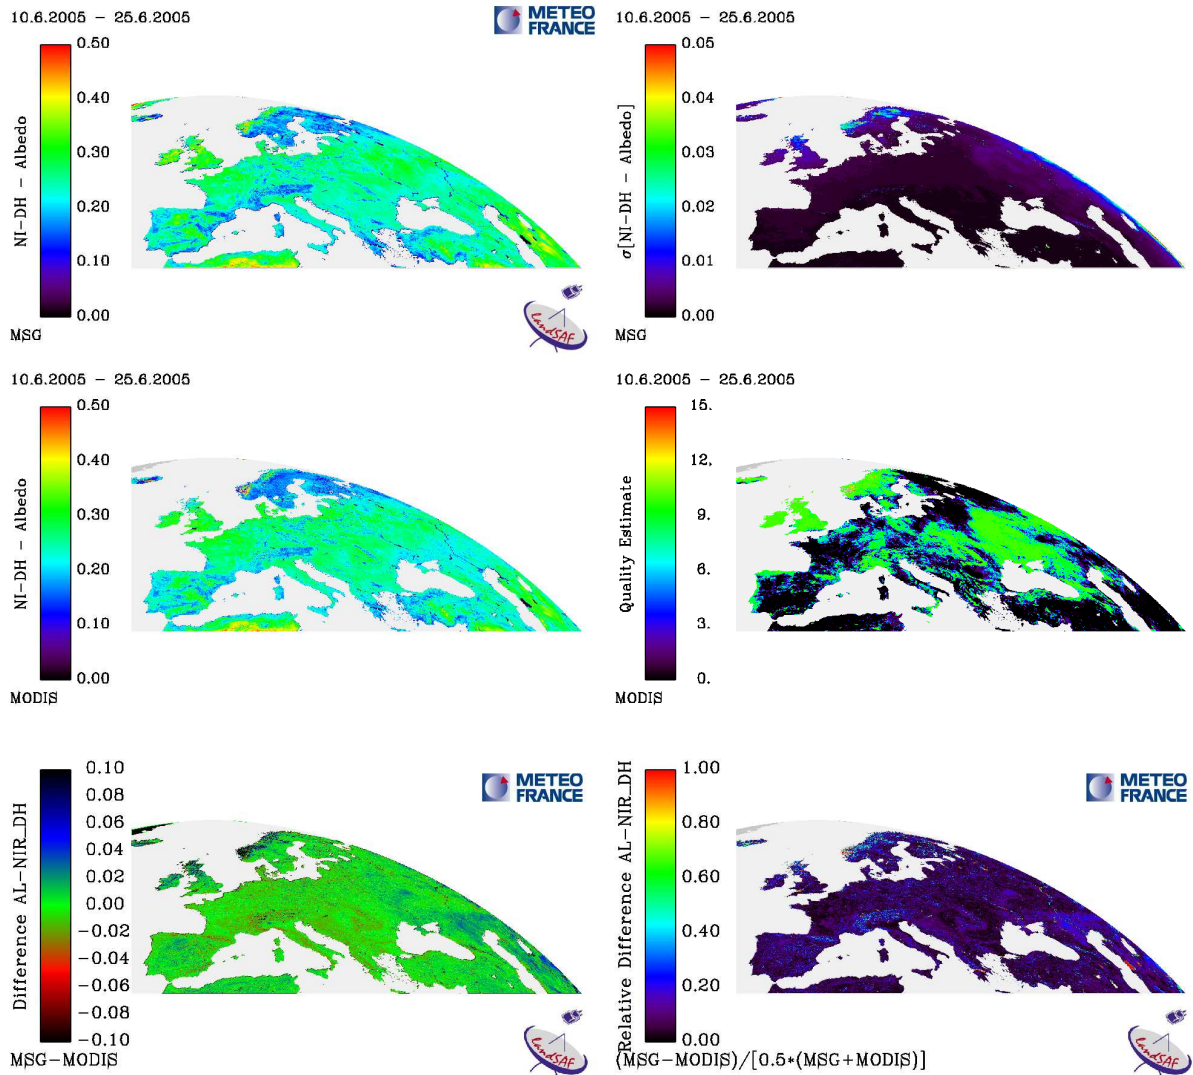 10.6.2005 – 25.6.2005
METEO
FRANCE
NI–DH – Albedo
0.50
0.40
0.30
0.20
0.10
0.00
MSG
LandSAF
10.6.2005 – 25.6.2005
σ[NI–DH – Albedo]
0.05
0.04
0.03
0.02
0.01
0.00
MSG
10.6.2005 – 25.6.2005
NI–DH – Albedo
0.50
0.40
0.30
0.20
0.10
0.00
MODIS
10.6.2005 – 25.6.2005
Quality Estimate
15.
12.
9.
6.
3.
0.
MODIS
Difference AL–NIR_DH
0.10
0.08
0.06
0.04
0.02
0.00
−0.02
−0.04
−0.06
−0.08
−0.10
METEO
FRANCE
MSG–MODIS
LandSAF
Relative Difference AL–NIR_DH
1.00
0.80
0.60
0.40
0.20
0.00
METEO
FRANCE
(MSG–MODIS)/[0.5*(MSG+MODIS)]
LandSAF